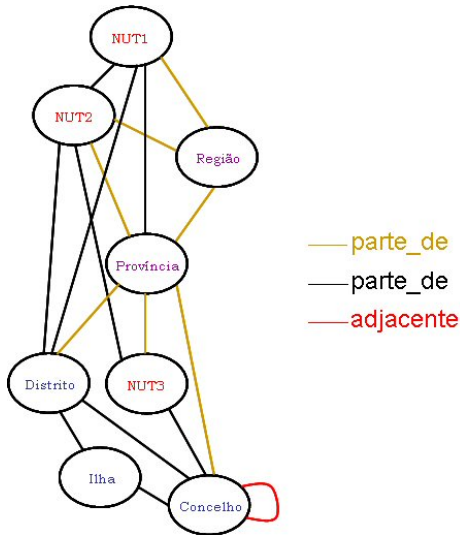 NUT1
NUT2
Região
parte_de
Província
parte_de
adjacente
Distrito
NUT3
Ilha
Concelho